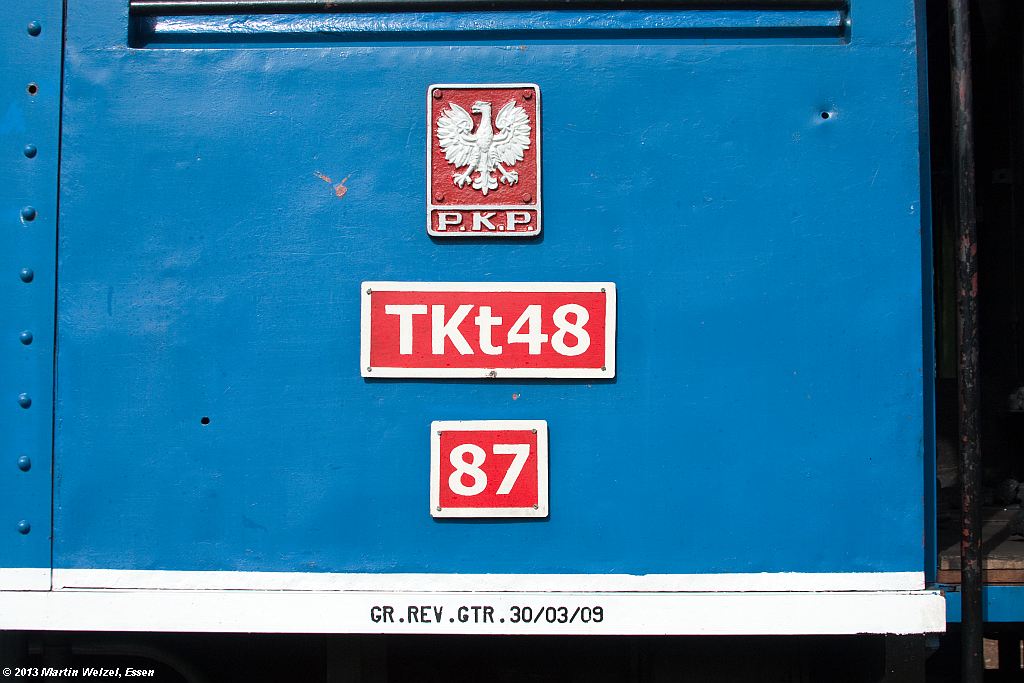 P.K.P.
TKt48
87
GR.REV.GTR.30/03/09
© 2013 Martin Welzel, Essen